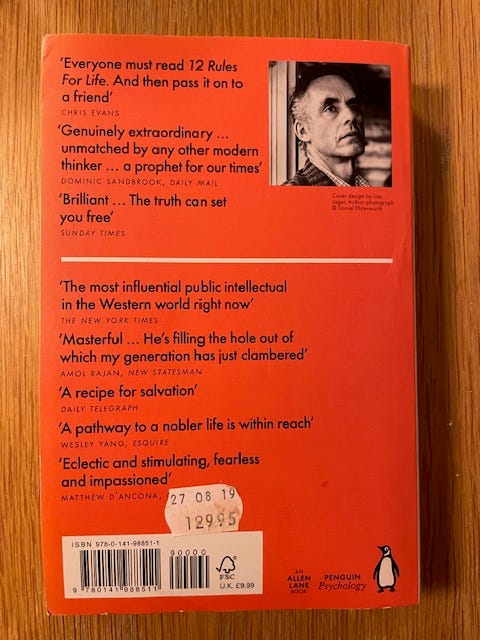 ‘Everyone must read 12 Rules
For Life. And then pass it on to
a friend’
CHRIS EVANS
‘Genuinely extraordinary ...
unmatched by any other modern
thinker ... a prophet for our times’
DOMINIC SANDBROOK, DAILY MAIL
‘Brilliant ... The truth can set
you free’
SUNDAY TIMES
Cover design by Lisa
Jager. Author photograph
© Daniel Ehrenworth
‘The most influential public intellectual
in the Western world right now’
THE NEW YORK TIMES
‘Masterful ... He’s filling the hole out of
which my generation has just clambered’
AMOL RAJAN, NEW STATESMAN
‘A recipe for salvation’
DAILY TELEGRAPH
‘A pathway to a nobler life is within reach’
WESLEY YANG, ESQUIRE
‘Eclectic and stimulating, fearless
and impassioned’
MATTHEW D’ANCONA,
27 08 19
12995
ISBN 978-0-141-98851-1
90000
9 780141 988511
FSC
U.K. £9.99
AN
ALLEN
LANE
BOOK
PENGUIN
Psychology